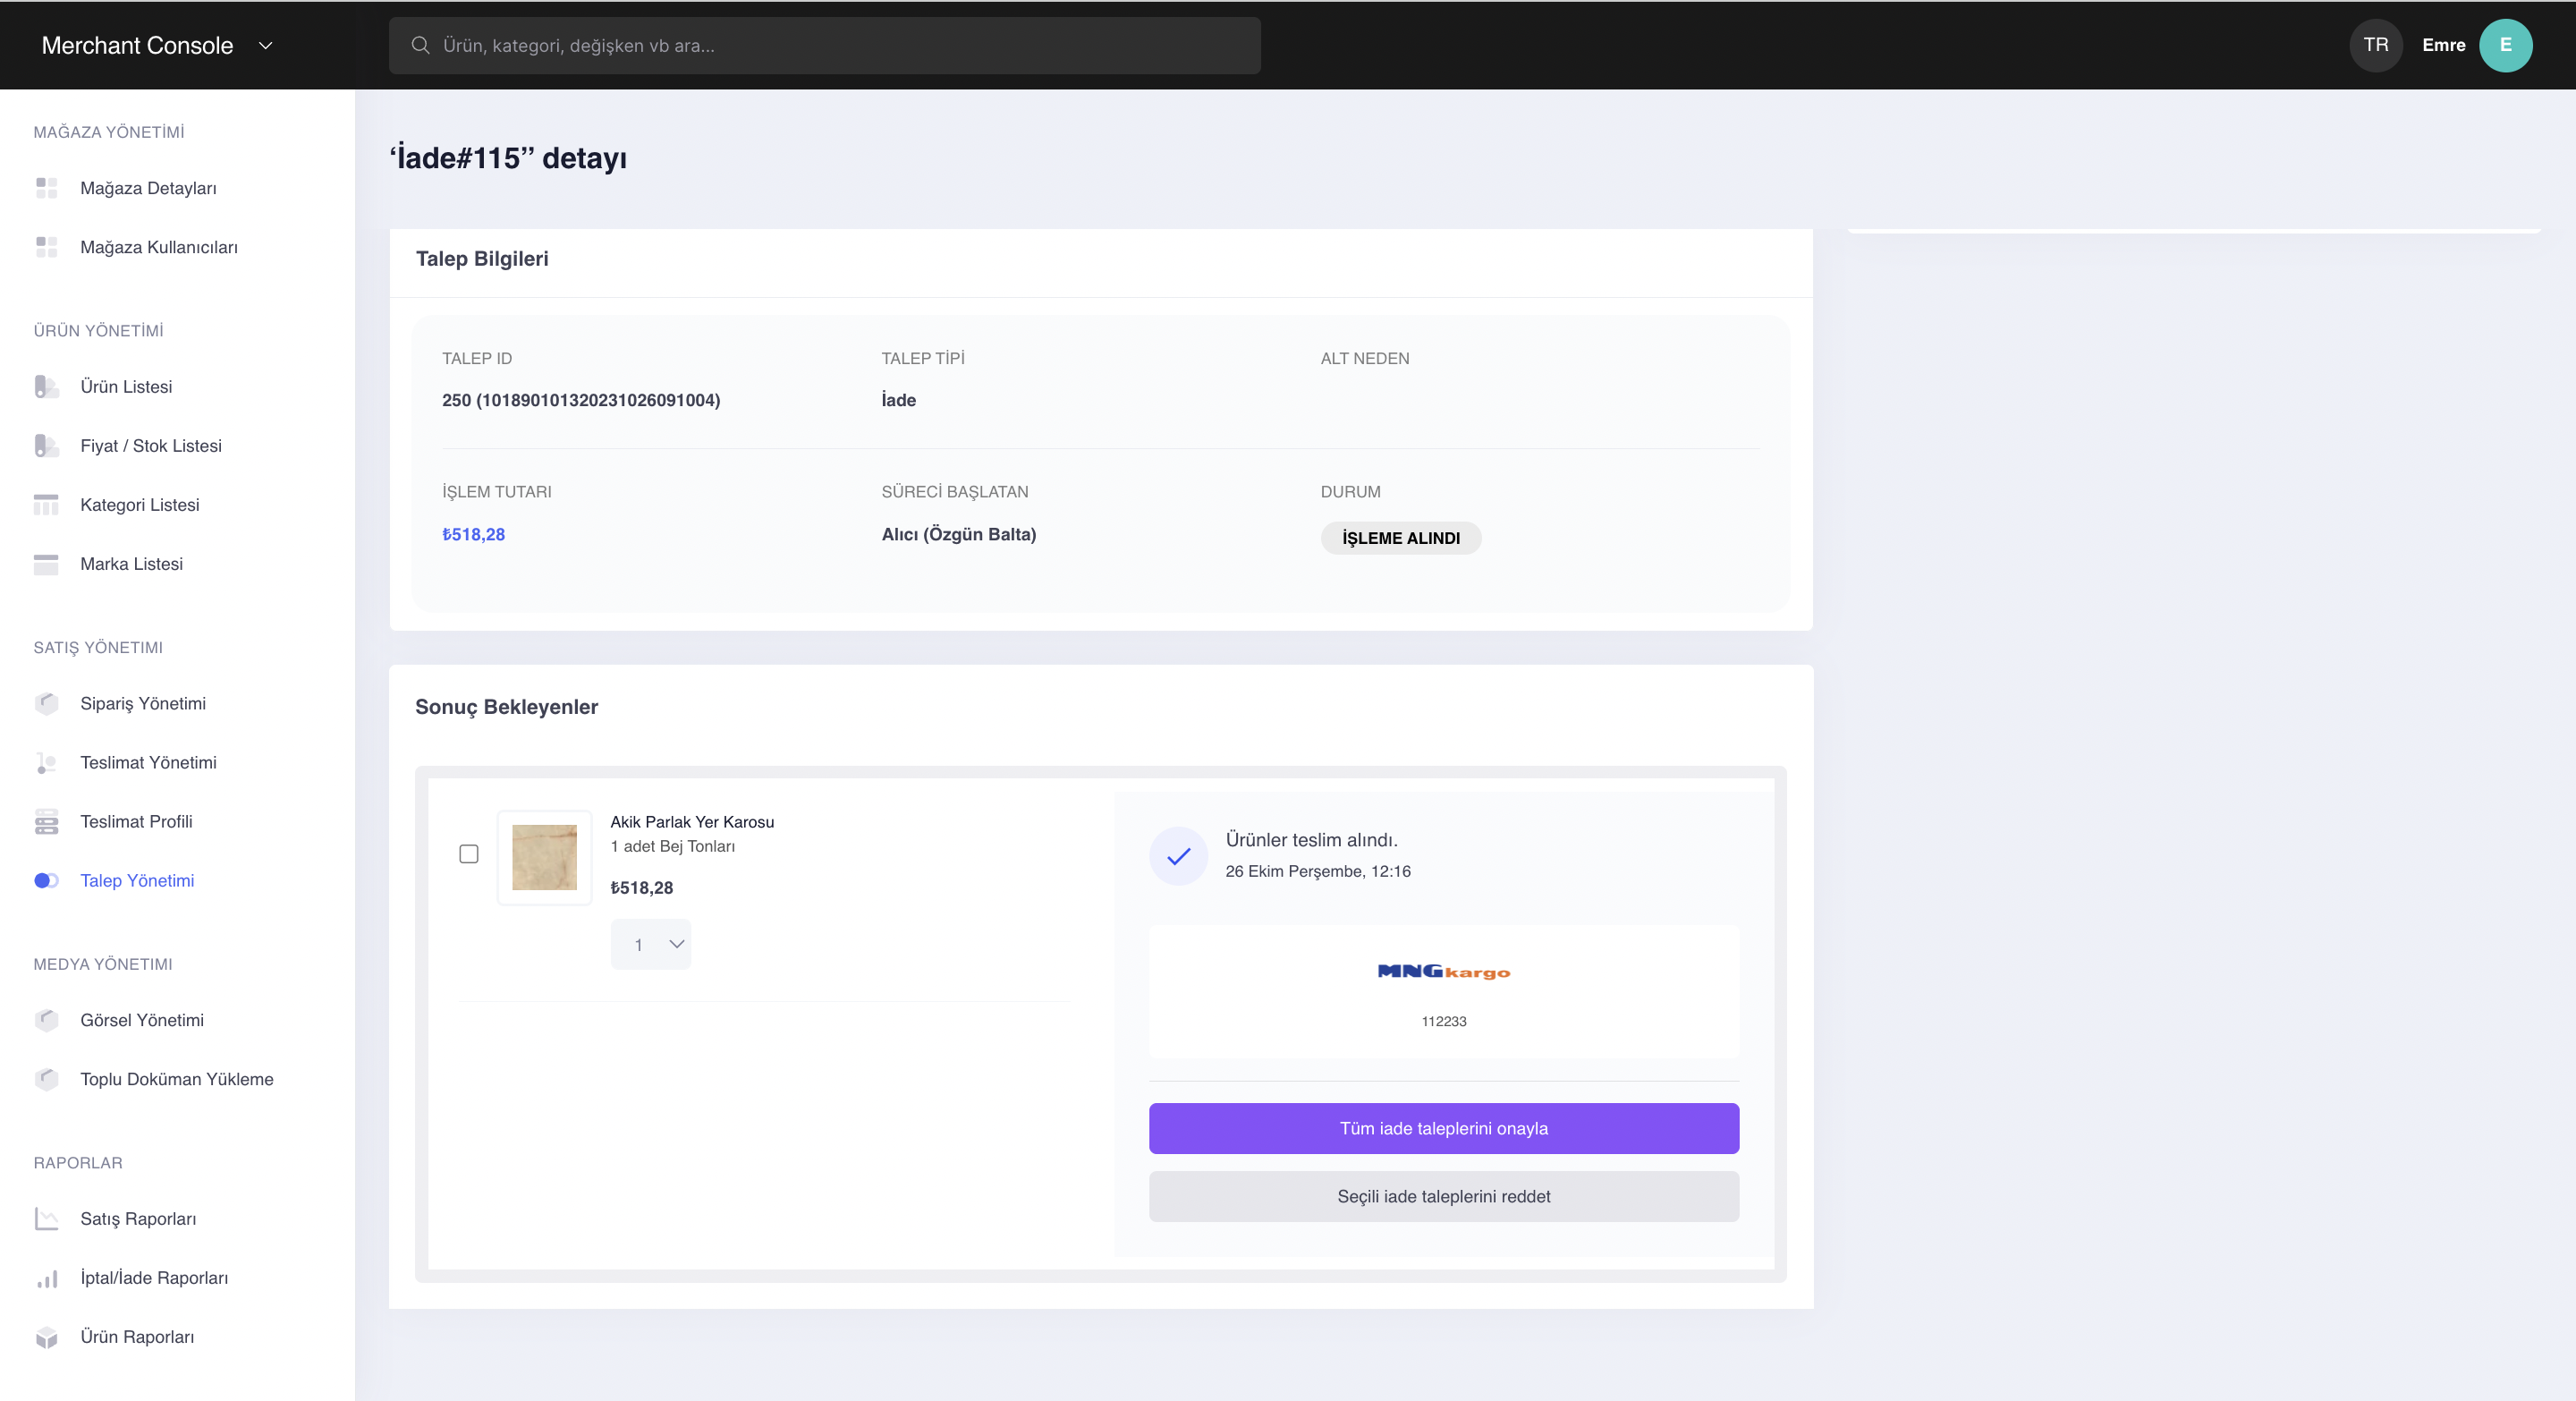 Merchant Console
Ürün, kategori, değişken vb ara...
TR
Emre
E
MAĞAZA YÖNETİMİ
Mağaza Detayları
Mağaza Kullanıcıları
ÜRÜN YÖNETİMİ
Ürün Listesi
Fiyat / Stok Listesi
Kategori Listesi
Marka Listesi
SATIŞ YÖNETIMI
Sipariş Yönetimi
Teslimat Yönetimi
Teslimat Profili
Talep Yönetimi
MEDYA YÖNETIMI
Görsel Yönetimi
Toplu Doküman Yükleme
RAPORLAR
Satış Raporları
İptal/İade Raporları
Ürün Raporları
‘İade#115’’ detayı
Talep Bilgileri
TALEP ID
TALEP TİPİ
ALT NEDEN
250 (101890101320231026091004)
İade
İŞLEM TUTARI
SÜRECİ BAŞLATAN
DURUM
₺518,28
Alıcı (Özgün Balta)
İŞLEME ALINDI
Sonuç Bekleyenler
Akik Parlak Yer Karosu
1 adet Bej Tonları
₺518,28
1
Ürünler teslim alındı.
26 Ekim Perşembe, 12:16
MNG kargo
112233
Tüm iade taleplerini onayla
Seçili iade taleplerini reddet